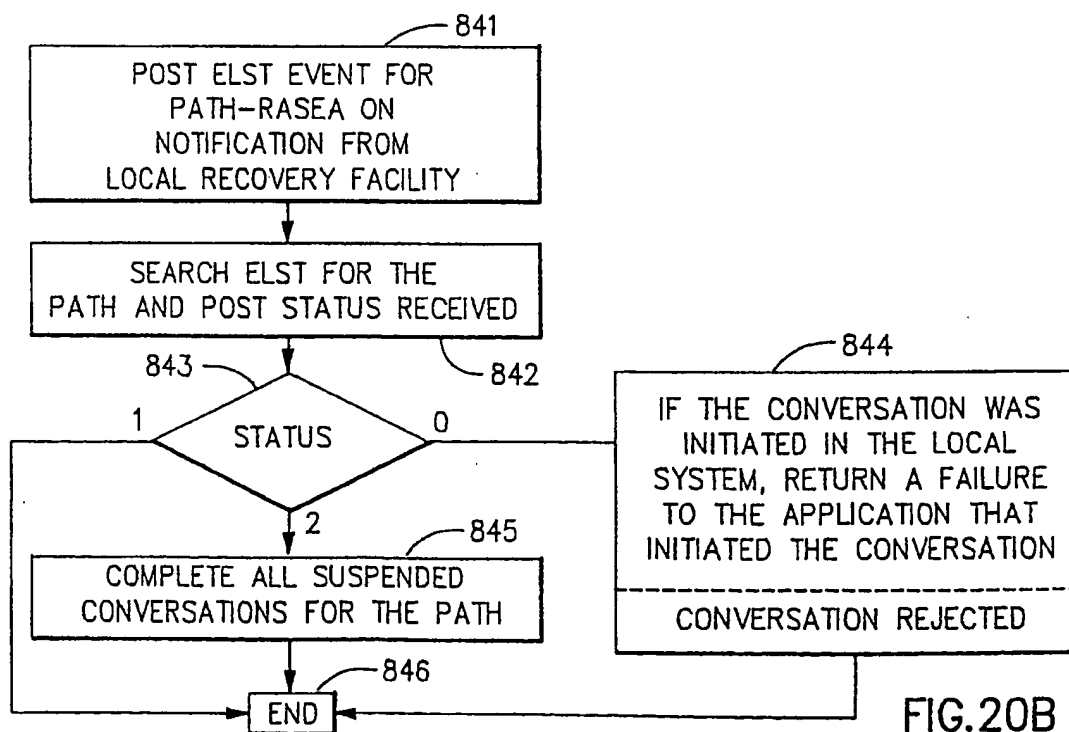 841
POST ELST EVENT FOR
PATH-RASEA ON
NOTIFICATION FROM
LOCAL RECOVERY FACILITY
SEARCH ELST FOR THE
PATH AND POST STATUS RECEIVED
842
843
1
STATUS
0
2
844
IF THE CONVERSATION WAS
INITIATED IN THE LOCAL
SYSTEM, RETURN A FAILURE
TO THE APPLICATION THAT
INITIATED THE CONVERSATION
CONVERSATION REJECTED
845
COMPLETE ALL SUSPENDED
CONVERSATIONS FOR THE PATH
846
END
FIG.20B